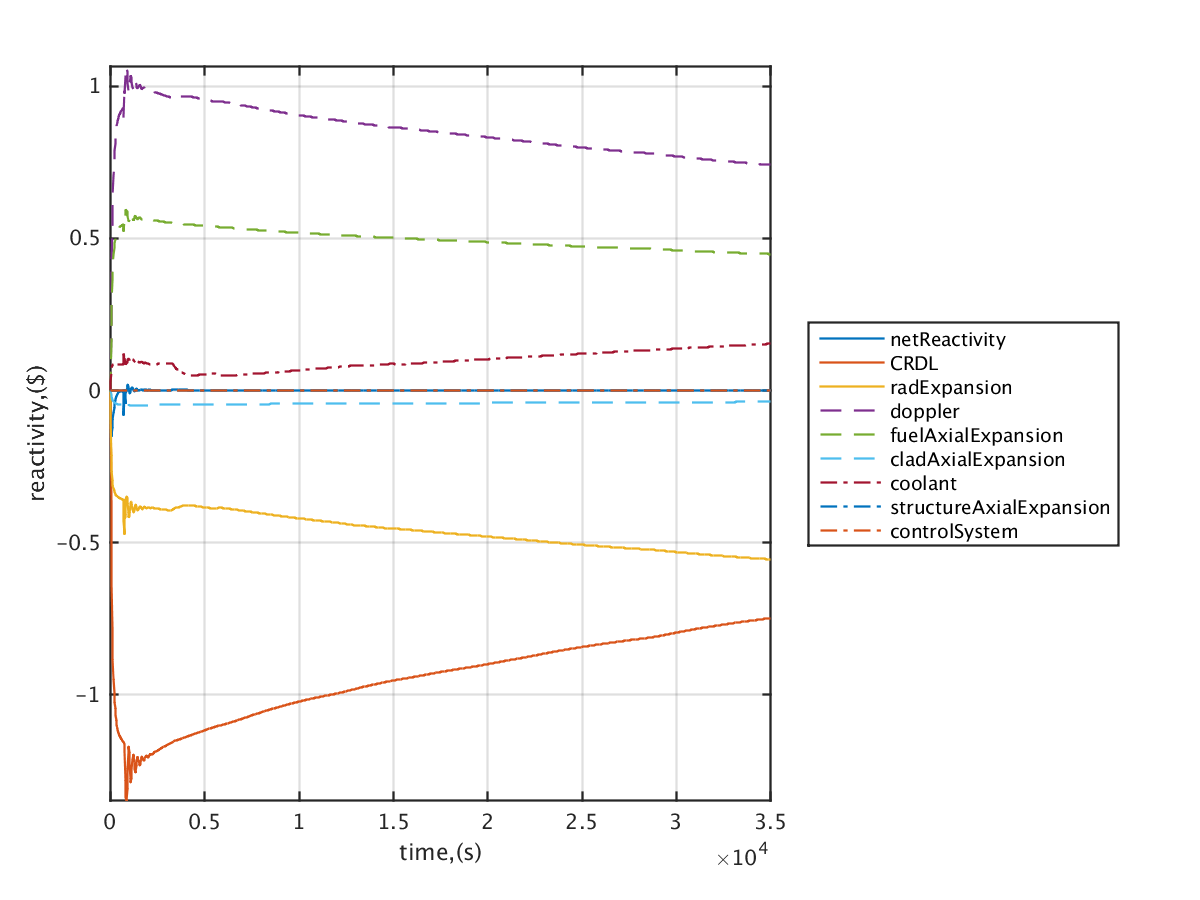 1
0.5
0
−0.5
−1
reactivity,($)
0
0.5
1
1.5
2
2.5
3
3.5
time,(s)
×10^4
netReactivity
CRDL
radExpansion
doppler
fuelAxialExpansion
cladAxialExpansion
coolant
structureAxialExpansion
controlSystem